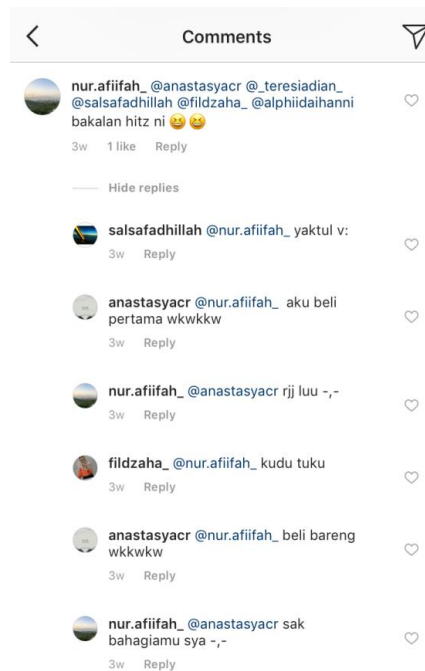 Comments
nur.afiifah_ @anastasyacr @_teresiadian_
@salsafadhillah @fildzaha_ @alphiidaihanni
bakalan hitz ni 😆 😆
3w 1 like Reply
Hide replies
salsafadhillah @nur.afiifah_ yaktul v:
3w Reply
anastasyacr @nur.afiifah_ aku beli
pertama wkwkkw
3w Reply
nur.afiifah_ @anastasyacr rjj luu -,-
3w Reply
fildzaha_ @nur.afiifah_ kudu tuku
3w Reply
anastasyacr @nur.afiifah_ beli bareng
wkkwkw
3w Reply
nur.afiifah_ @anastasyacr sak
bahagiamu sya -,-
3w Reply